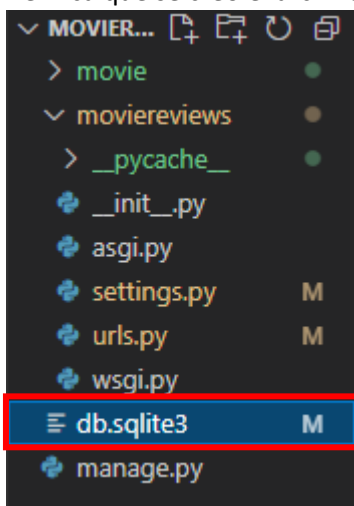 MOVIER...
movie
moviereviews
__pycache__
__init__.py
asgi.py
settings.py M
urls.py M
wsgi.py
db.sqlite3 M
manage.py